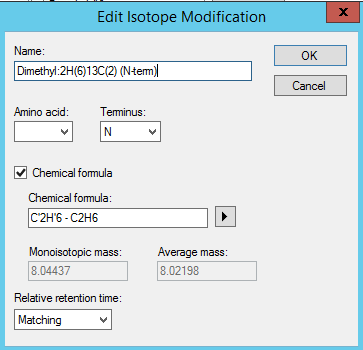 Edit Isotope Modification
X
Name:
Dimethyl:2H(6)13C(2) (N-term)
OK
Cancel
Amino acid:
Terminus:
N
Chemical formula
Chemical formula:
C'2H'6 - C2H6
Monoisotopic mass:
Average mass:
8.04437
8.02198
Relative retention time:
Matching